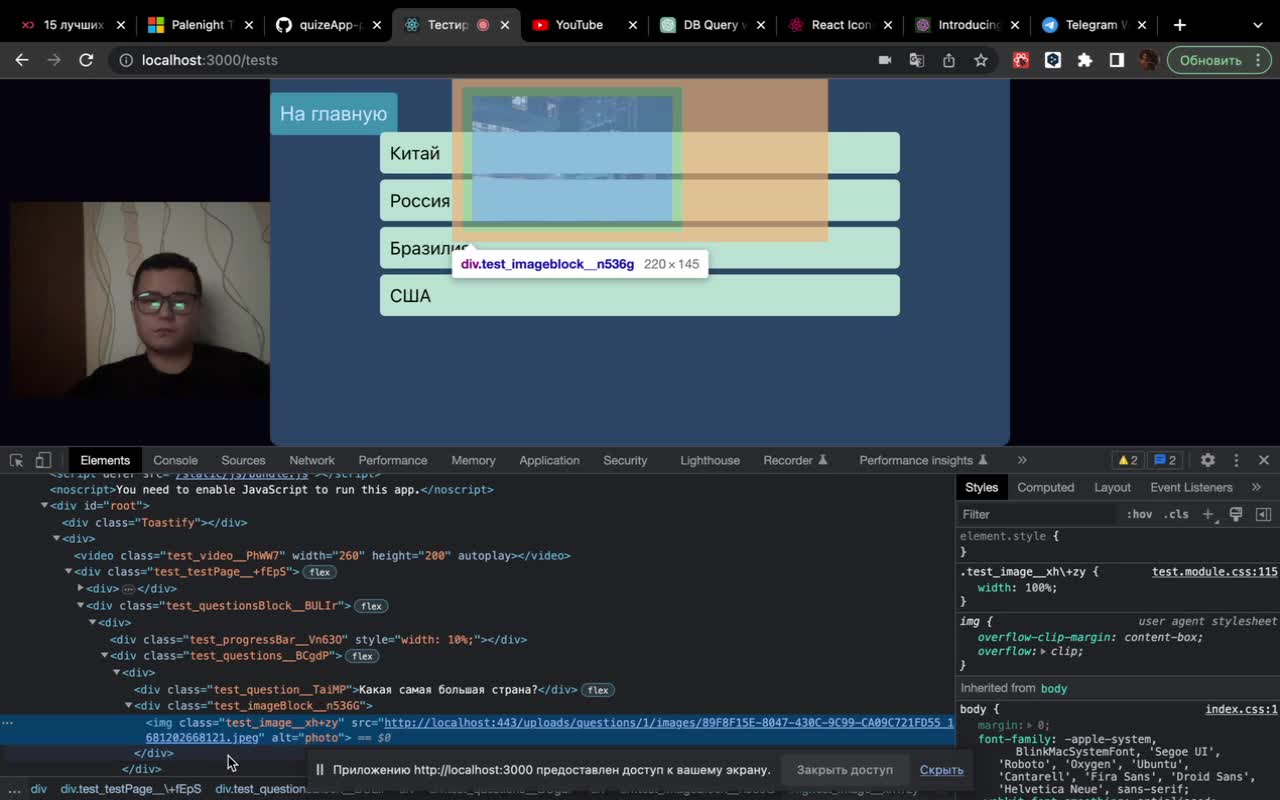 15 лучших
Palenight T
quizeApp-
Тестир
YouTube
DB Query
React Icon
Introducing
Telegram W
localhost:3000/tests
Обновить
На главную
Китай
Россия
Бразилия
США
div.test_imageblock__n536g 220 × 145
Elements
Console
Sources
Network
Performance
Memory
Application
Security
Lighthouse
Recorder
Performance insights
2
2
<script defer src="/static/js/bundle.js"></script>
<noscript>You need to enable JavaScript to run this app.</noscript>
<div id="root">
<div class="Toastify"></div>
<div>
<video class="test_video__PhWW7" width="260" height="200" autoplay></video>
<div class="test_testPage__+fEpS"> flex
<div> … </div>
<div class="test_questionsBlock__BULIr"> flex
<div>
<div class="test_progressBar__Vn63O" style="width: 10%;"></div>
<div class="test_questions__BCgdP"> flex
<div>
<div class="test_question__TaiMP">Какая самая большая страна?</div> flex
<div class="test_imageBlock__n536G">
<img class="test_image__xh+zy" src="http://localhost:443/uploads/questions/1/images/89F8F15E-8047-430C-9C99-CA09C721FD55_1
681202668121.jpeg" alt="photo"> == $0
</div>
</div>
Styles
Computed
Layout
Event Listeners
Filter
:hov
.cls
element.style {
}
.test_image__xh\+zy {
test.module.css:115
width: 100%;
}
img {
user agent stylesheet
overflow-clip-margin: content-box;
overflow: clip;
}
Inherited from body
body {
index.css:1
margin: 0;
font-family: -apple-system,
BlinkMacSystemFont, 'Segoe UI',
'Roboto', 'Oxygen', 'Ubuntu',
'Cantarell', 'Fira Sans', 'Droid Sans',
'Helvetica Neue', sans-serif;
Приложению http://localhost:3000 предоставлен доступ к вашему экрану.
Закрыть доступ
Скрыть
div
div.test_testPage__\+fEpS